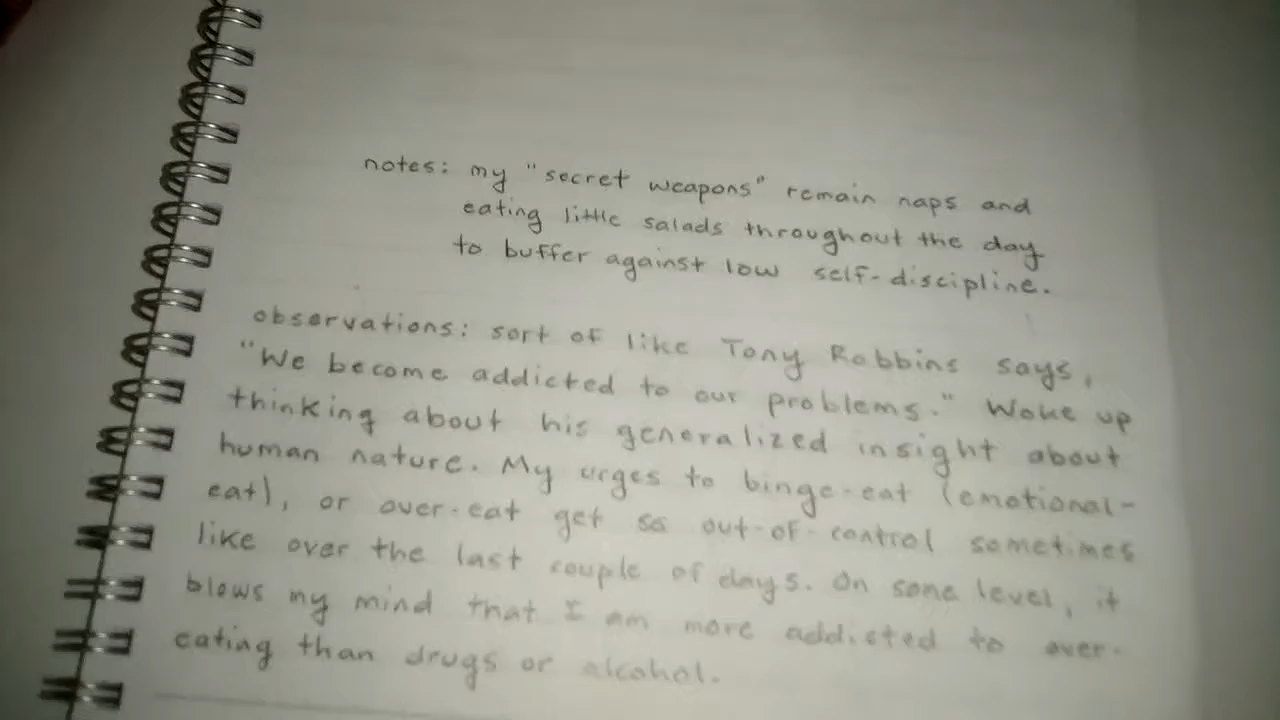 notes: my "secret weapons" remain naps and
eating little salads throughout the day
to buffer against low self-discipline.
observations: sort of like Tony Robbins says,
"We become addicted to our problems." Woke up
thinking about his generalized insight about
human nature. My urges to binge-eat (emotional-
eat), or over-eat get so out-of-control sometimes
like over the last couple of days. On some level, it
blows my mind that I am more addicted to over-
eating than drugs or alcohol.